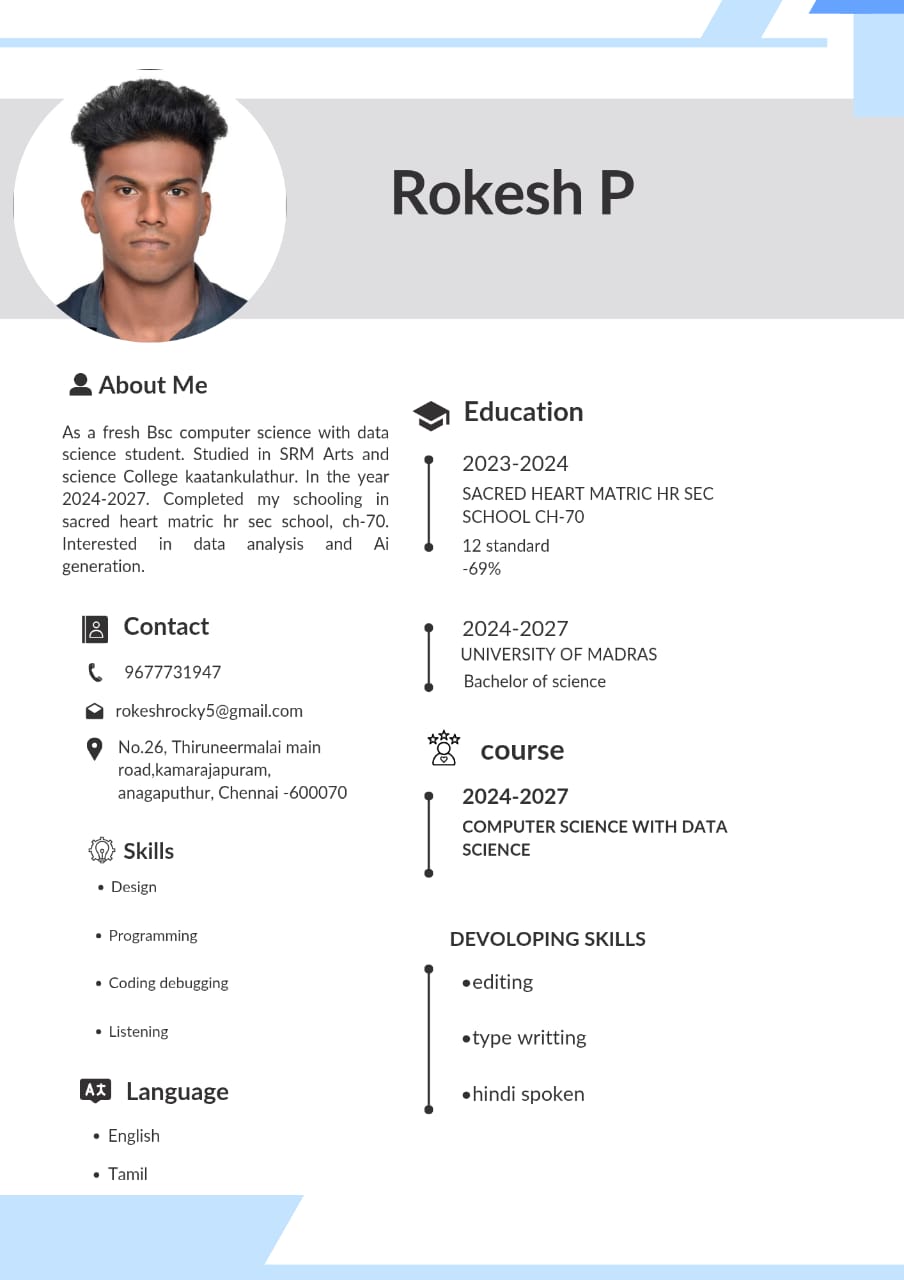 Rokesh P
About Me
As a fresh Bsc computer science with data
science student. Studied in SRM Arts and
science College kaatankulathur. In the year
2024-2027. Completed my schooling in
sacred heart matric hr sec school, ch-70.
Interested in data analysis and Ai
generation.
Contact
9677731947
rokeshrocky5@gmail.com
No.26, Thiruneermalai main
road,kamarajapuram,
anagaputhur, Chennai -600070
Skills
• Design
• Programming
• Coding debugging
• Listening
Language
• English
• Tamil
Education
2023-2024
SACRED HEART MATRIC HR SEC
SCHOOL CH-70
12 standard
-69%
2024-2027
UNIVERSITY OF MADRAS
Bachelor of science
course
2024-2027
COMPUTER SCIENCE WITH DATA
SCIENCE
DEVOLOPING SKILLS
•editing
•type writting
•hindi spoken